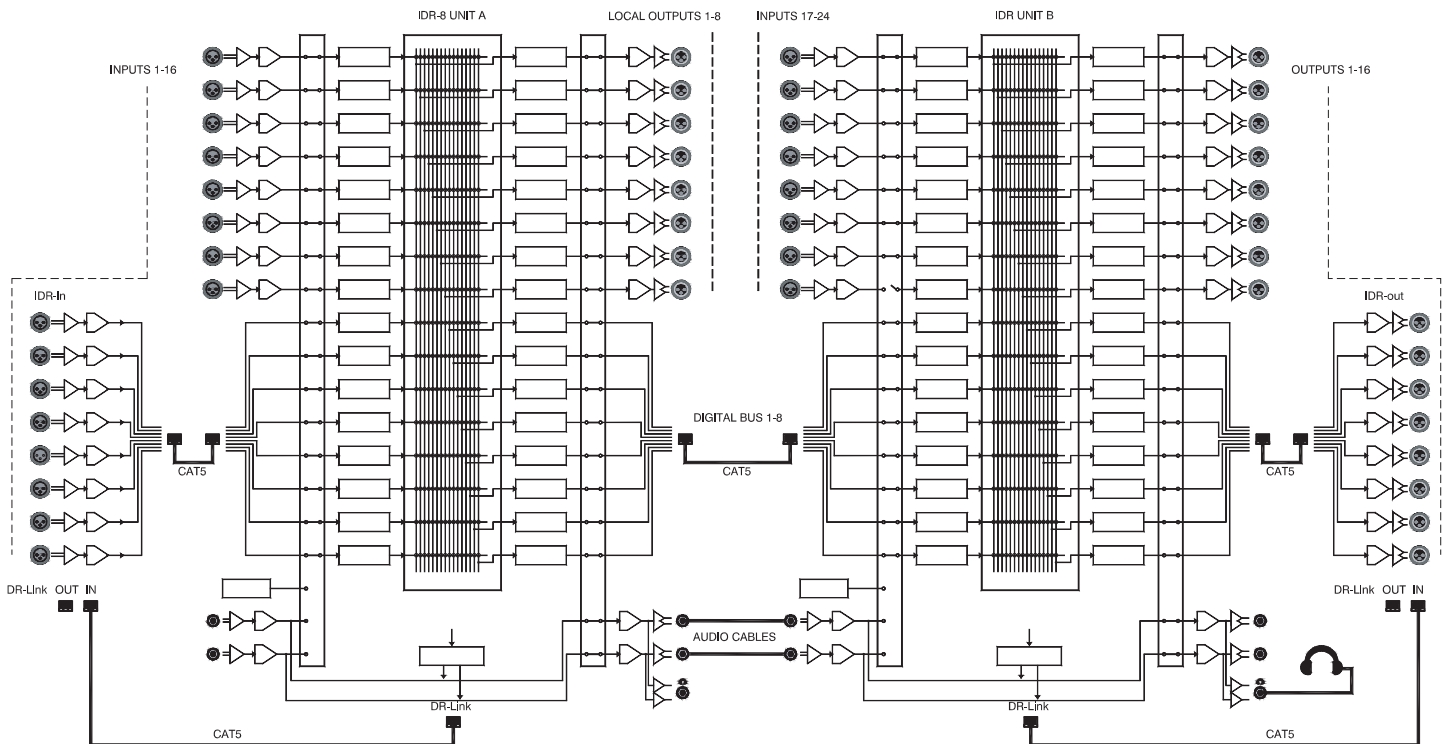 IDR-8 UNIT A
LOCAL OUTPUTS 1-8
INPUTS 17-24
IDR UNIT B
INPUTS 1-16
OUTPUTS 1-16
IDR-In
IDR-out
DIGITAL BUS 1-8
CAT5
CAT5
CAT5
DR-LInk OUT IN
DR-LInk OUT IN
AUDIO CABLES
DR-Link
DR-Link
CAT5
CAT5